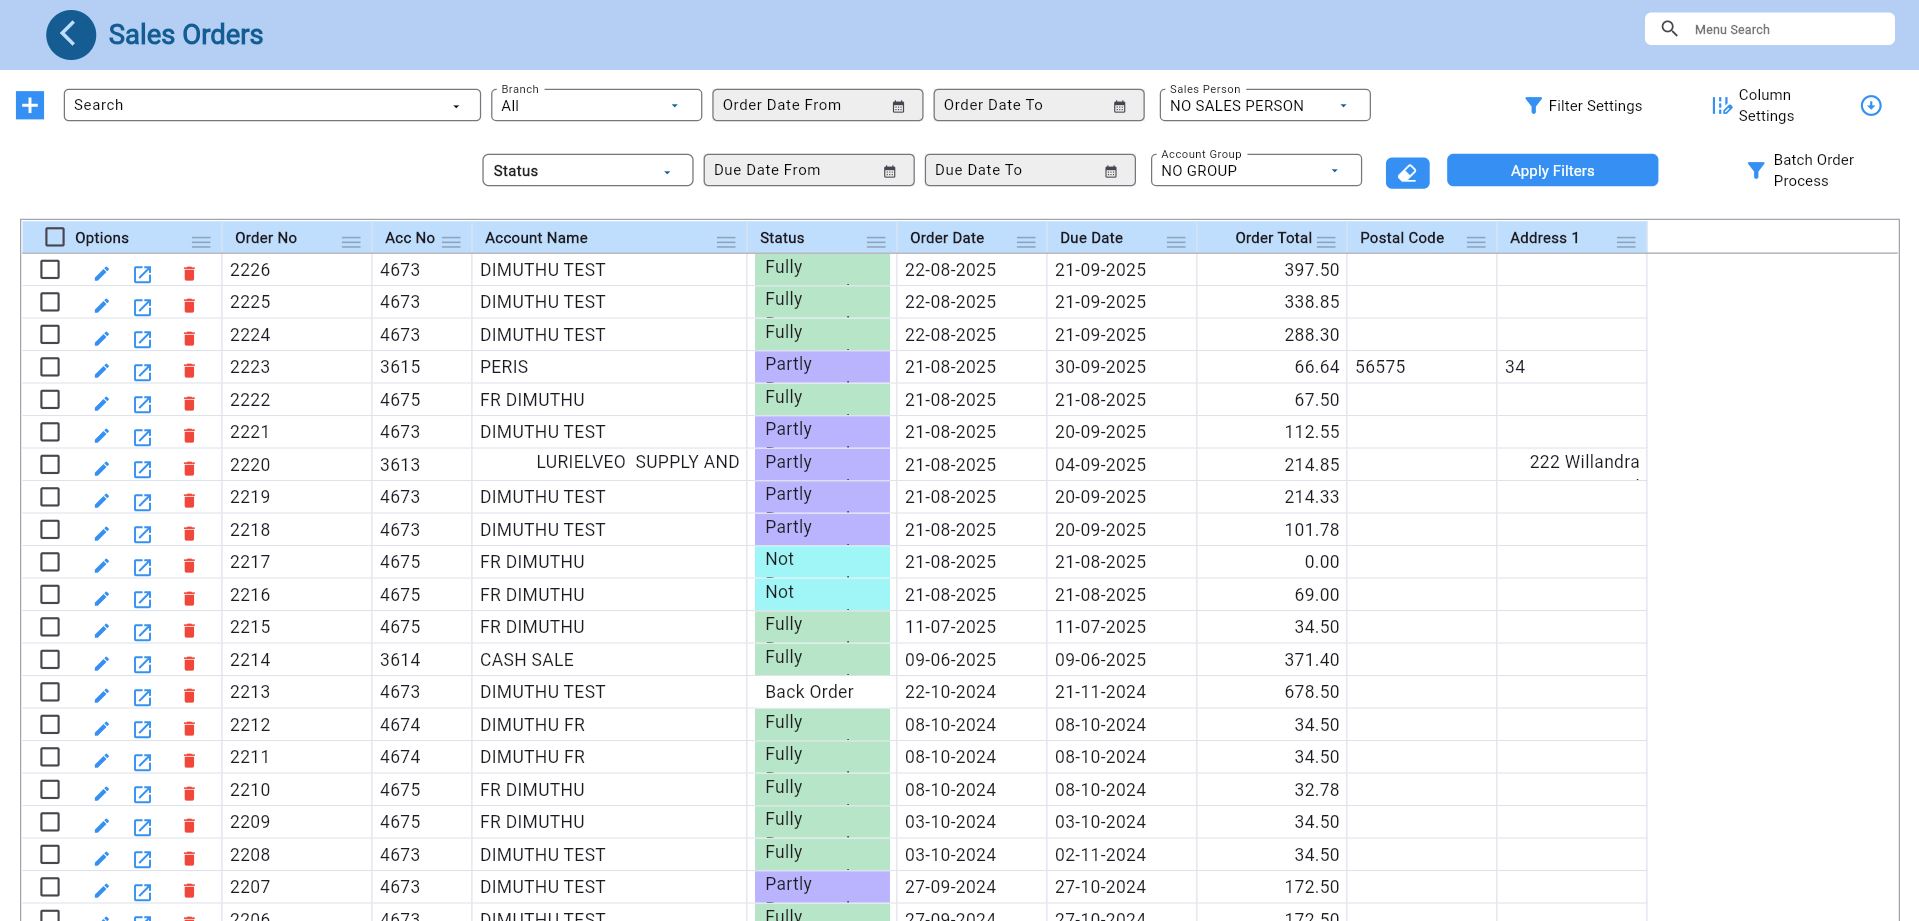 Sales Orders
Menu Search
Search
Branch
All
Order Date From
Order Date To
Sales Person
NO SALES PERSON
Filter Settings
Column
Settings
Status
Due Date From
Due Date To
Account Group
NO GROUP
Apply Filters
Batch Order
Process
Options Order No Acc No Account Name Status Order Date Due Date Order Total Postal Code Address 1
2226 4673 DIMUTHU TEST Fully 22-08-2025 21-09-2025 397.50
2225 4673 DIMUTHU TEST Fully 22-08-2025 21-09-2025 338.85
2224 4673 DIMUTHU TEST Fully 22-08-2025 21-09-2025 288.30
2223 3615 PERIS Partly 21-08-2025 30-09-2025 66.64 56575 34
2222 4675 FR DIMUTHU Fully 21-08-2025 21-08-2025 67.50
2221 4673 DIMUTHU TEST Partly 21-08-2025 20-09-2025 112.55
2220 3613 LURIELVEO SUPPLY AND Partly 21-08-2025 04-09-2025 214.85 222 Willandra
2219 4673 DIMUTHU TEST Partly 21-08-2025 20-09-2025 214.33
2218 4673 DIMUTHU TEST Partly 21-08-2025 20-09-2025 101.78
2217 4675 FR DIMUTHU Not 21-08-2025 21-08-2025 0.00
2216 4675 FR DIMUTHU Not 21-08-2025 21-08-2025 69.00
2215 4675 FR DIMUTHU Fully 11-07-2025 11-07-2025 34.50
2214 3614 CASH SALE Fully 09-06-2025 09-06-2025 371.40
2213 4673 DIMUTHU TEST Back Order 22-10-2024 21-11-2024 678.50
2212 4674 DIMUTHU FR Fully 08-10-2024 08-10-2024 34.50
2211 4674 DIMUTHU FR Fully 08-10-2024 08-10-2024 34.50
2210 4675 FR DIMUTHU Fully 08-10-2024 08-10-2024 32.78
2209 4675 FR DIMUTHU Fully 03-10-2024 03-10-2024 34.50
2208 4673 DIMUTHU TEST Fully 03-10-2024 02-11-2024 34.50
2207 4673 DIMUTHU TEST Partly 27-09-2024 27-10-2024 172.50
2206 4673 DIMUTHU TEST Fully 27-09-2024 27-10-2024 172.50